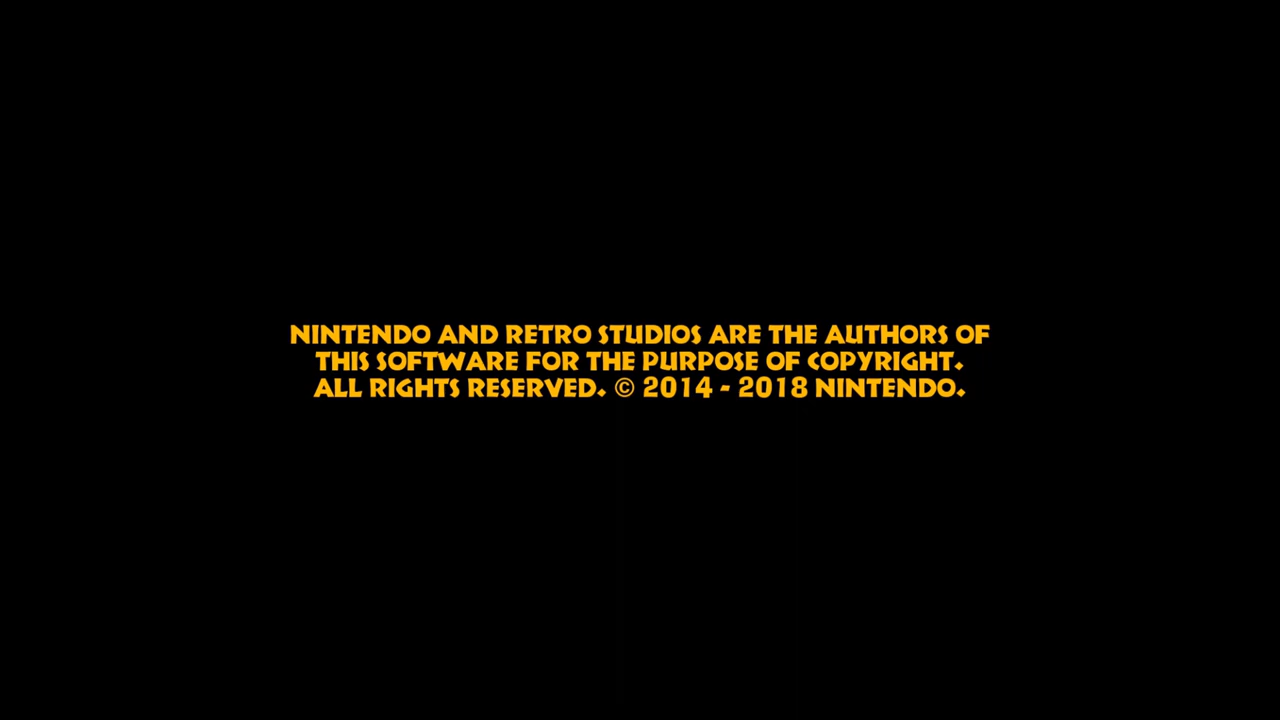 NINTENDO AND RETRO STUDIOS ARE THE AUTHORS OF
THIS SOFTWARE FOR THE PURPOSE OF COPYRIGHT.
ALL RIGHTS RESERVED. © 2014 - 2018 NINTENDO.